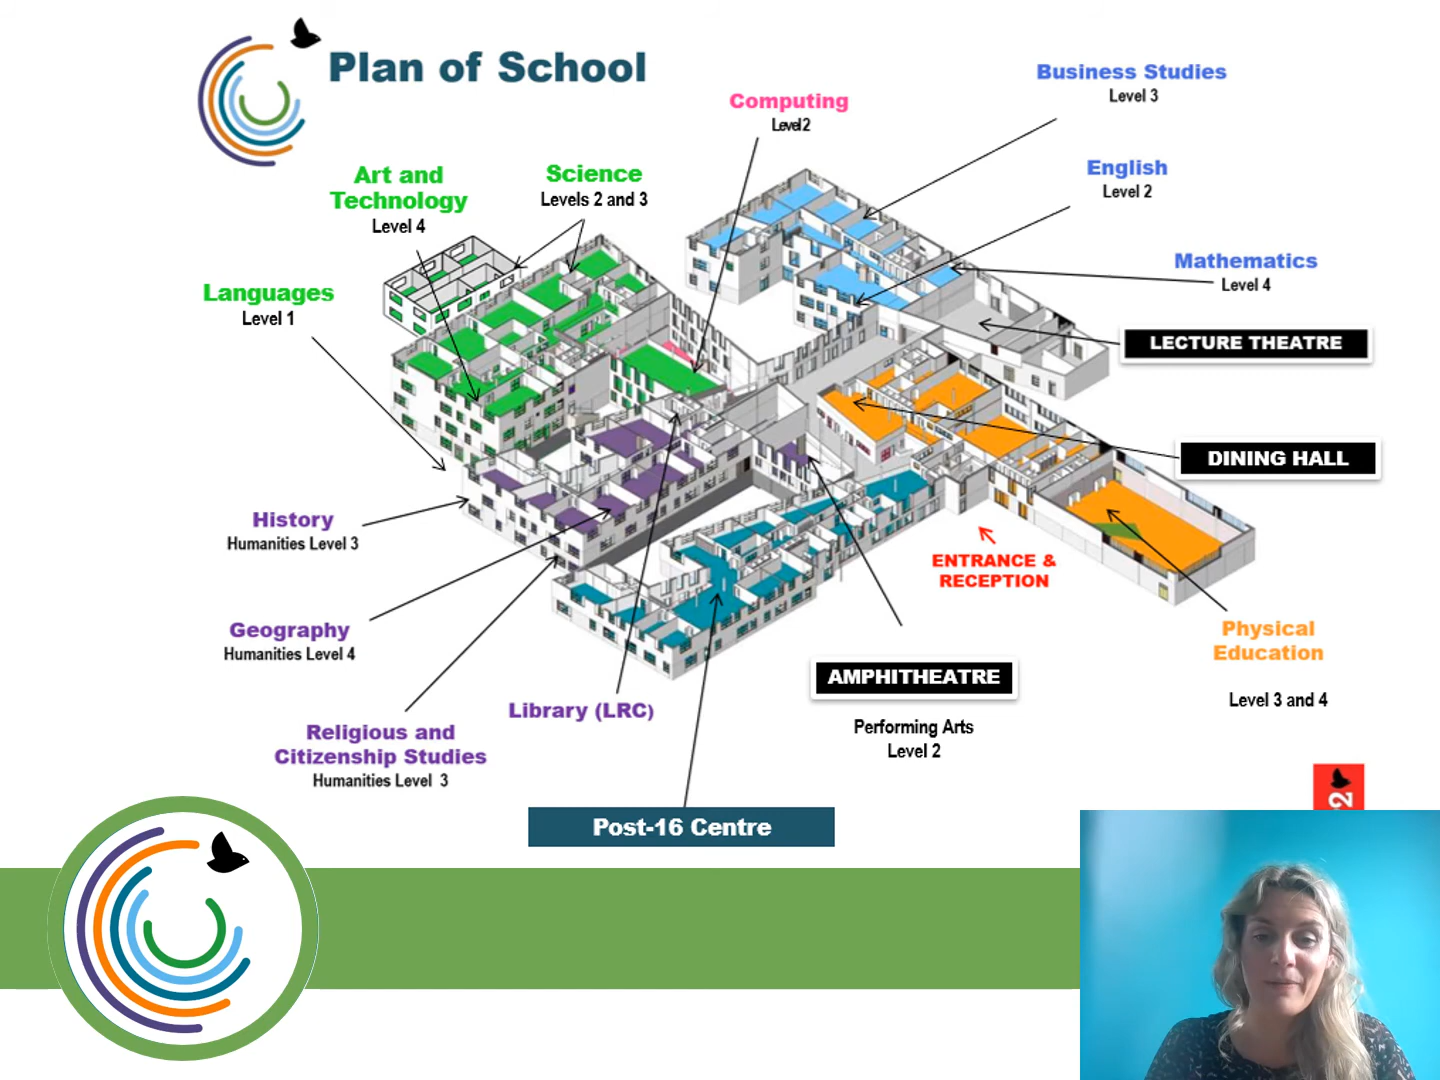 Plan of School
Business Studies
Level 3
Computing
Level 2
English
Level 2
Art and
Technology
Level 4
Science
Levels 2 and 3
Mathematics
Level 4
Languages
Level 1
LECTURE THEATRE
DINING HALL
History
Humanities Level 3
ENTRANCE &
RECEPTION
Geography
Humanities Level 4
Physical
Education
Level 3 and 4
AMPHITHEATRE
Performing Arts
Level 2
Library (LRC)
Religious and
Citizenship Studies
Humanities Level 3
Post-16 Centre
2